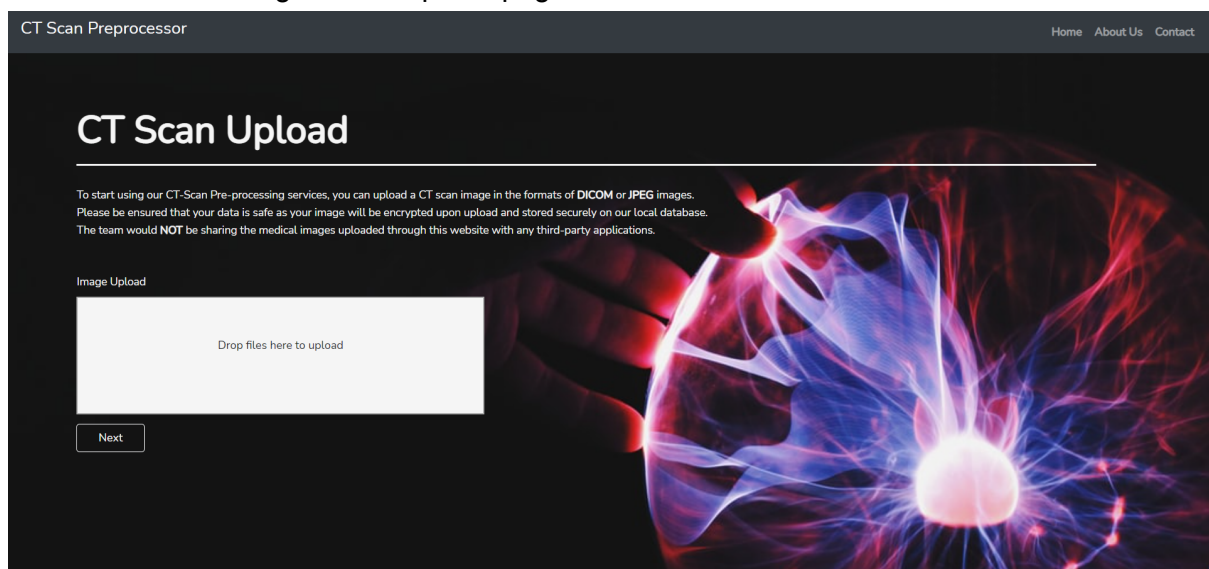 CT Scan Preprocessor
Home About Us Contact
CT Scan Upload
To start using our CT-Scan Pre-processing services, you can upload a CT scan image in the formats of DICOM or JPEG images.
Please be ensured that your data is safe as your image will be encrypted upon upload and stored securely on our local database.
The team would NOT be sharing the medical images uploaded through this website with any third-party applications.
Image Upload
Drop files here to upload
Next